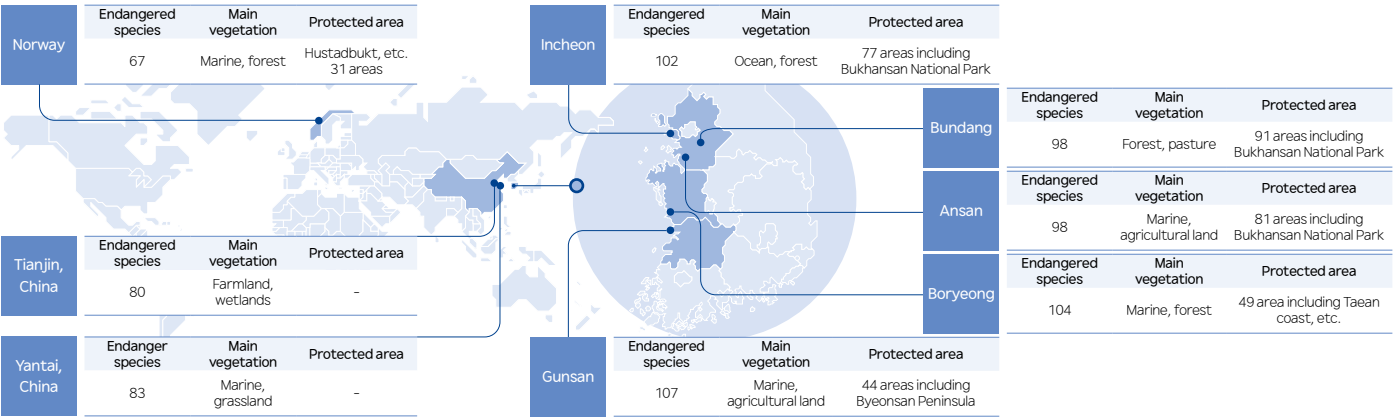 Norway
Endangered
species
Main
vegetation
Protected area
67
Marine, forest
Hustadbukt, etc.
31 areas
Incheon
Endangered
species
Main
vegetation
Protected area
102
Ocean, forest
77 areas including
Bukhansan National Park
Bundang
Endangered
species
Main
vegetation
Protected area
98
Forest, pasture
91 areas including
Bukhansan National Park
Ansan
Endangered
species
Main
vegetation
Protected area
98
Marine,
agricultural land
81 areas including
Bukhansan National Park
Boryeong
Endangered
species
Main
vegetation
Protected area
104
Marine, forest
49 area including Taean
coast, etc.
Tianjin,
China
Endangered
species
Main
vegetation
Protected area
80
Farmland,
wetlands
-
Yantai,
China
Endanger
species
Main
vegetation
Protected area
83
Marine,
grassland
-
Gunsan
Endangered
species
Main
vegetation
Protected area
107
Marine,
agricultural land
44 areas including
Byeonsan Peninsula